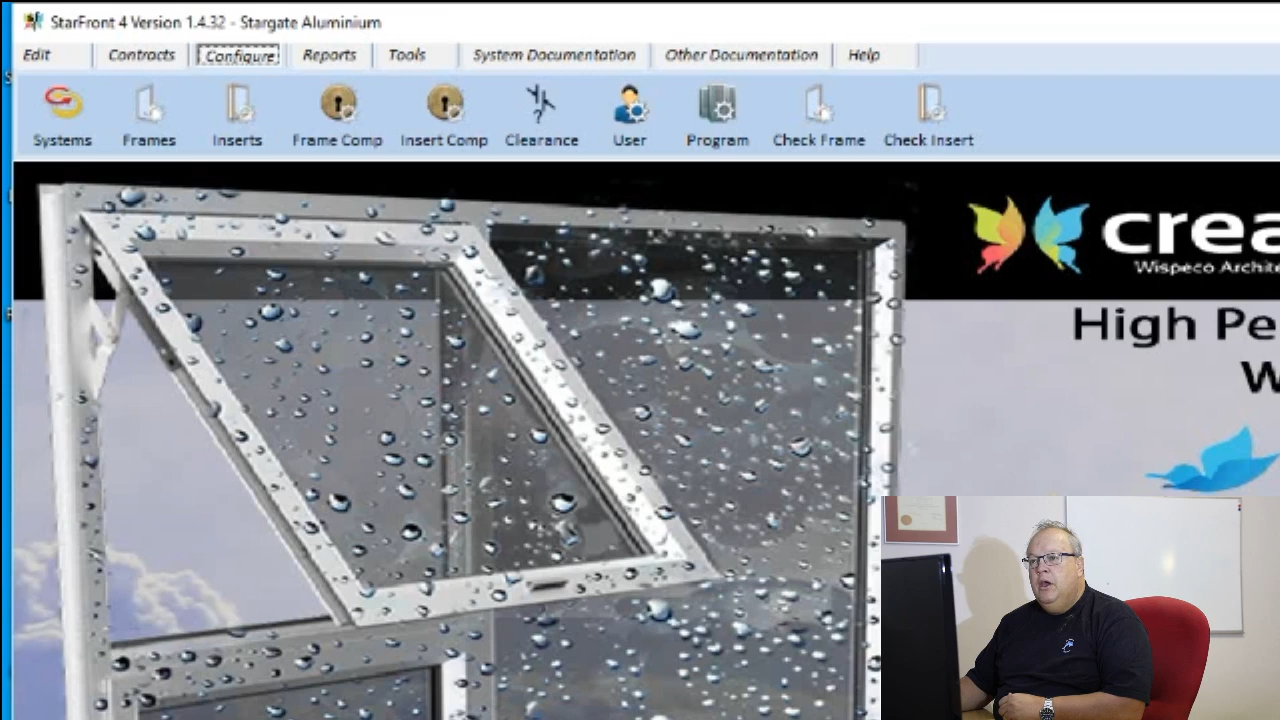 StarFront 4 Version 1.4.32 - Stargate Aluminium
Edit Contracts Configure Reports Tools System Documentation Other Documentation Help
Systems Frames Inserts Frame Comp Insert Comp Clearance User Program Check Frame Check Insert
crea
Wispeco Archite
High Pe
W